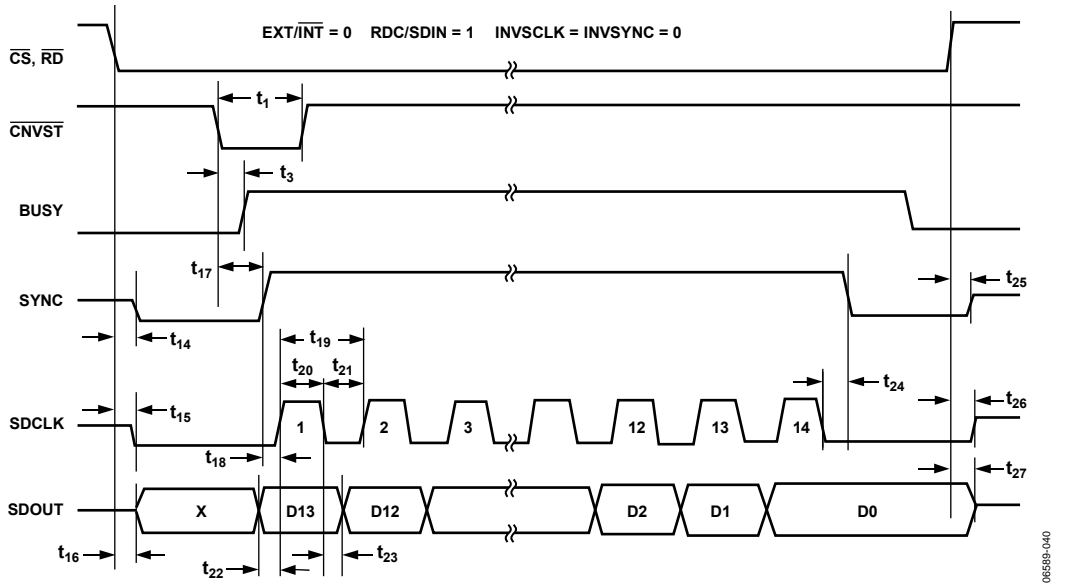 EXT/INT = 0 RDC/SDIN = 1 INVSCLK = INVSYNC = 0
CS, RD
t1
CNVST
t3
BUSY
t17
SYNC
t25
t14
t19
t20 t21
t24
t26
t15
SDCLK
1 2 3 12 13 14
t18
t27
SDOUT
X D13 D12 D2 D1 D0
t16
t22
t23
06589-040